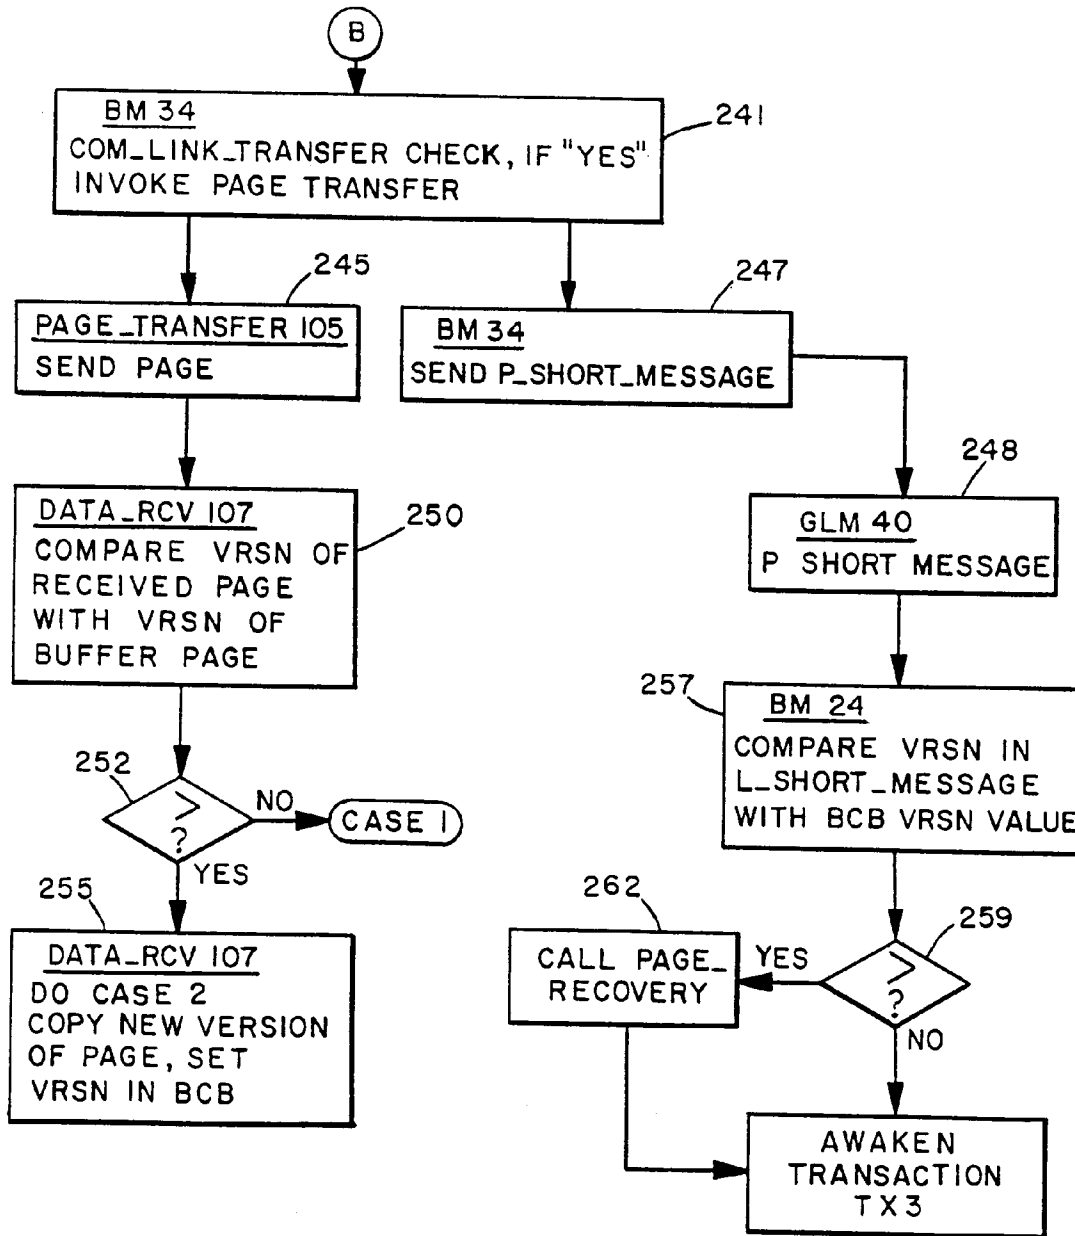 B
BM 34
COM_LINK_TRANSFER CHECK, IF "YES"
INVOKE PAGE TRANSFER
241
245
PAGE_TRANSFER 105
SEND PAGE
247
BM 34
SEND P_SHORT_MESSAGE
248
GLM 40
P SHORT MESSAGE
DATA_RCV 107
COMPARE VRSN OF
RECEIVED PAGE
WITH VRSN OF
BUFFER PAGE
250
257
BM 24
COMPARE VRSN IN
L_SHORT_MESSAGE
WITH BCB VRSN VALUE
252
>
?
NO
CASE 1
YES
255
DATA_RCV 107
DO CASE 2
COPY NEW VERSION
OF PAGE, SET
VRSN IN BCB
259
>
?
YES
NO
262
CALL PAGE_
RECOVERY
AWAKEN
TRANSACTION
TX3